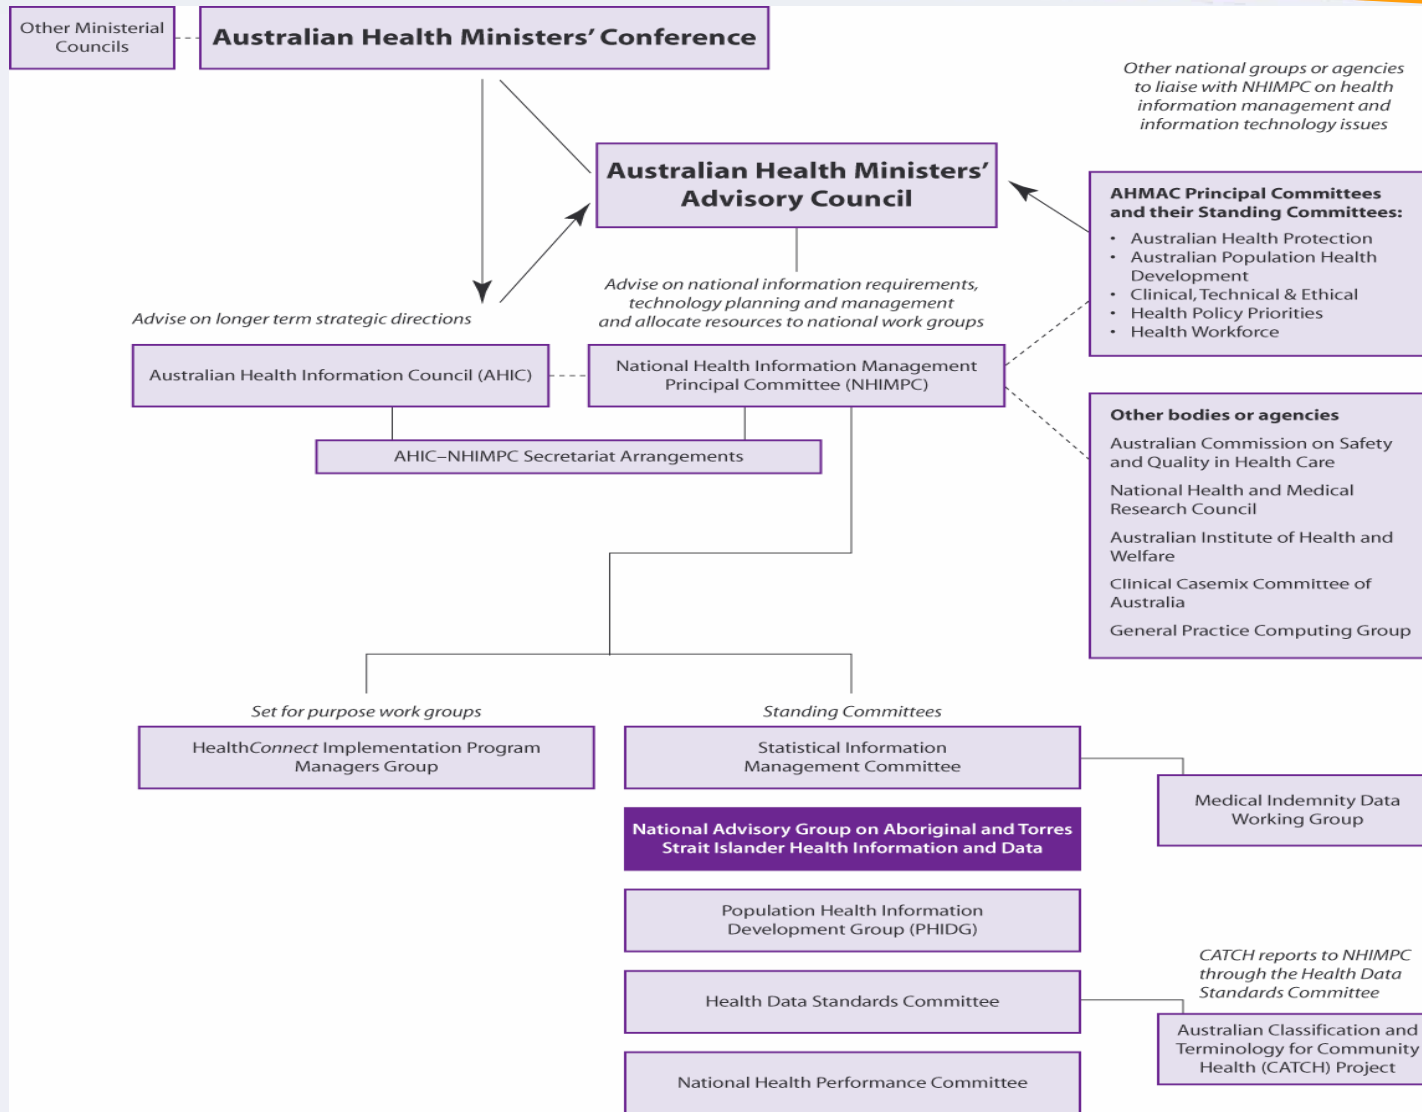 Other Ministerial
Councils
Australian Health Ministers’ Conference
Other national groups or agencies
to liaise with NHIMPC on health
information management and
information technology issues
Australian Health Ministers’
Advisory Council
AHMAC Principal Committees
and their Standing Committees:
• Australian Health Protection
• Australian Population Health
Development
• Clinical, Technical & Ethical
• Health Policy Priorities
• Health Workforce
Advise on national information requirements,
technology planning and management
and allocate resources to national work groups
Advise on longer term strategic directions
Australian Health Information Council (AHIC)
National Health Information Management
Principal Committee (NHIMPC)
AHIC–NHIMPC Secretariat Arrangements
Other bodies or agencies
Australian Commission on Safety
and Quality in Health Care
National Health and Medical
Research Council
Australian Institute of Health and
Welfare
Clinical Casemix Committee of
Australia
General Practice Computing Group
Set for purpose work groups
HealthConnect Implementation Program
Managers Group
Standing Committees
Statistical Information
Management Committee
Medical Indemnity Data
Working Group
National Advisory Group on Aboriginal and Torres
Strait Islander Health Information and Data
Population Health Information
Development Group (PHIDG)
CATCH reports to NHIMPC
through the Health Data
Standards Committee
Health Data Standards Committee
Australian Classification and
Terminology for Community
Health (CATCH) Project
National Health Performance Committee